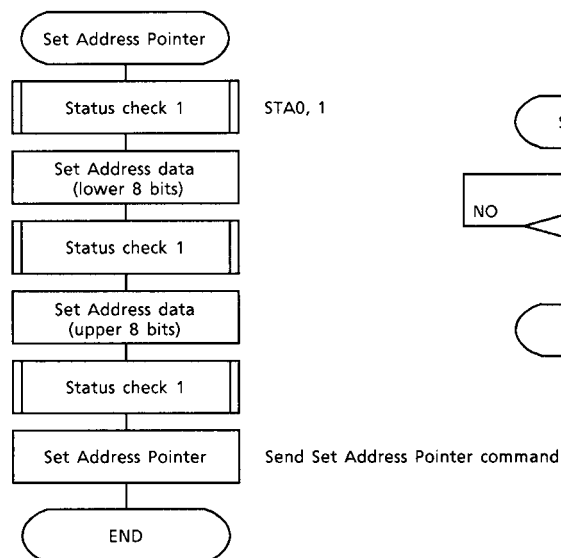 Set Address Pointer
Status check 1
STA0, 1
Set Address data
(lower 8 bits)
Status check 1
Set Address data
(upper 8 bits)
Status check 1
Set Address Pointer
Send Set Address Pointer command
END
NO